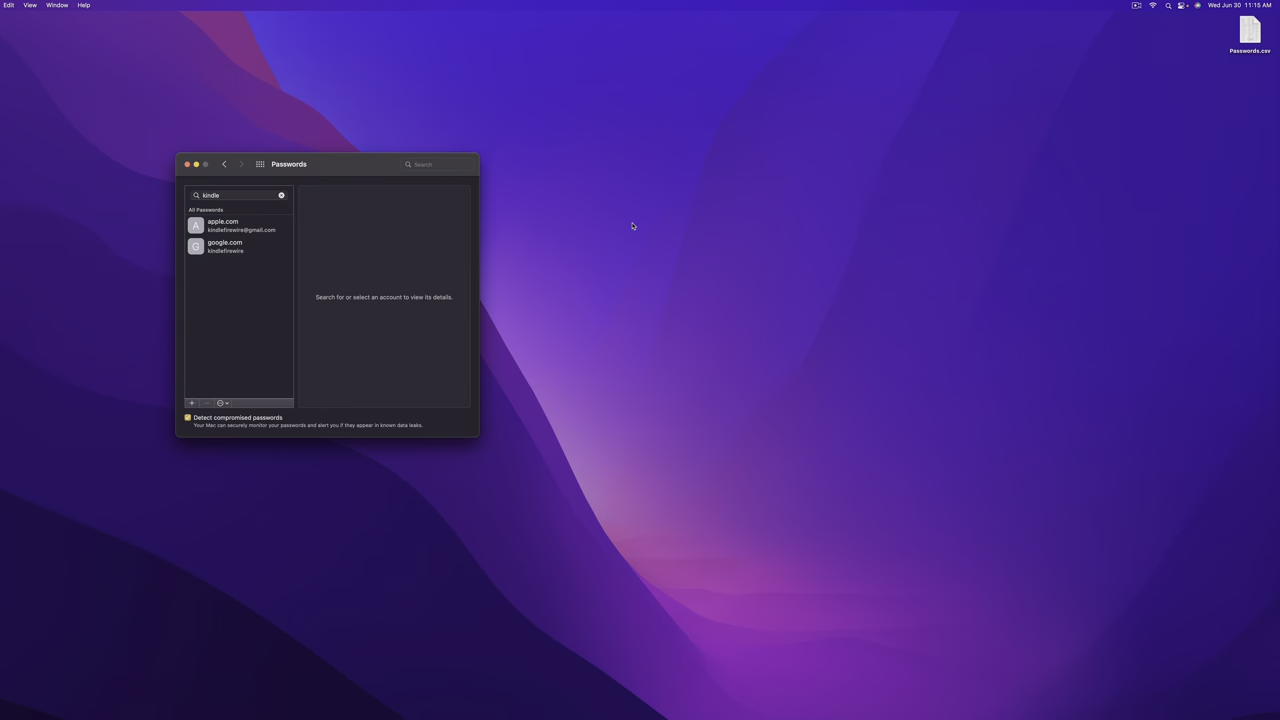 Edit View Window Help
Wed Jun 30 11:15 AM
Passwords.csv
Passwords
Search
kindle
All Passwords
A
apple.com
kindlefirewire@gmail.com
G
google.com
kindlefirewire
Search for or select an account to view its details.
Detect compromised passwords
Your Mac can securely monitor your passwords and alert you if they appear in known data leaks.